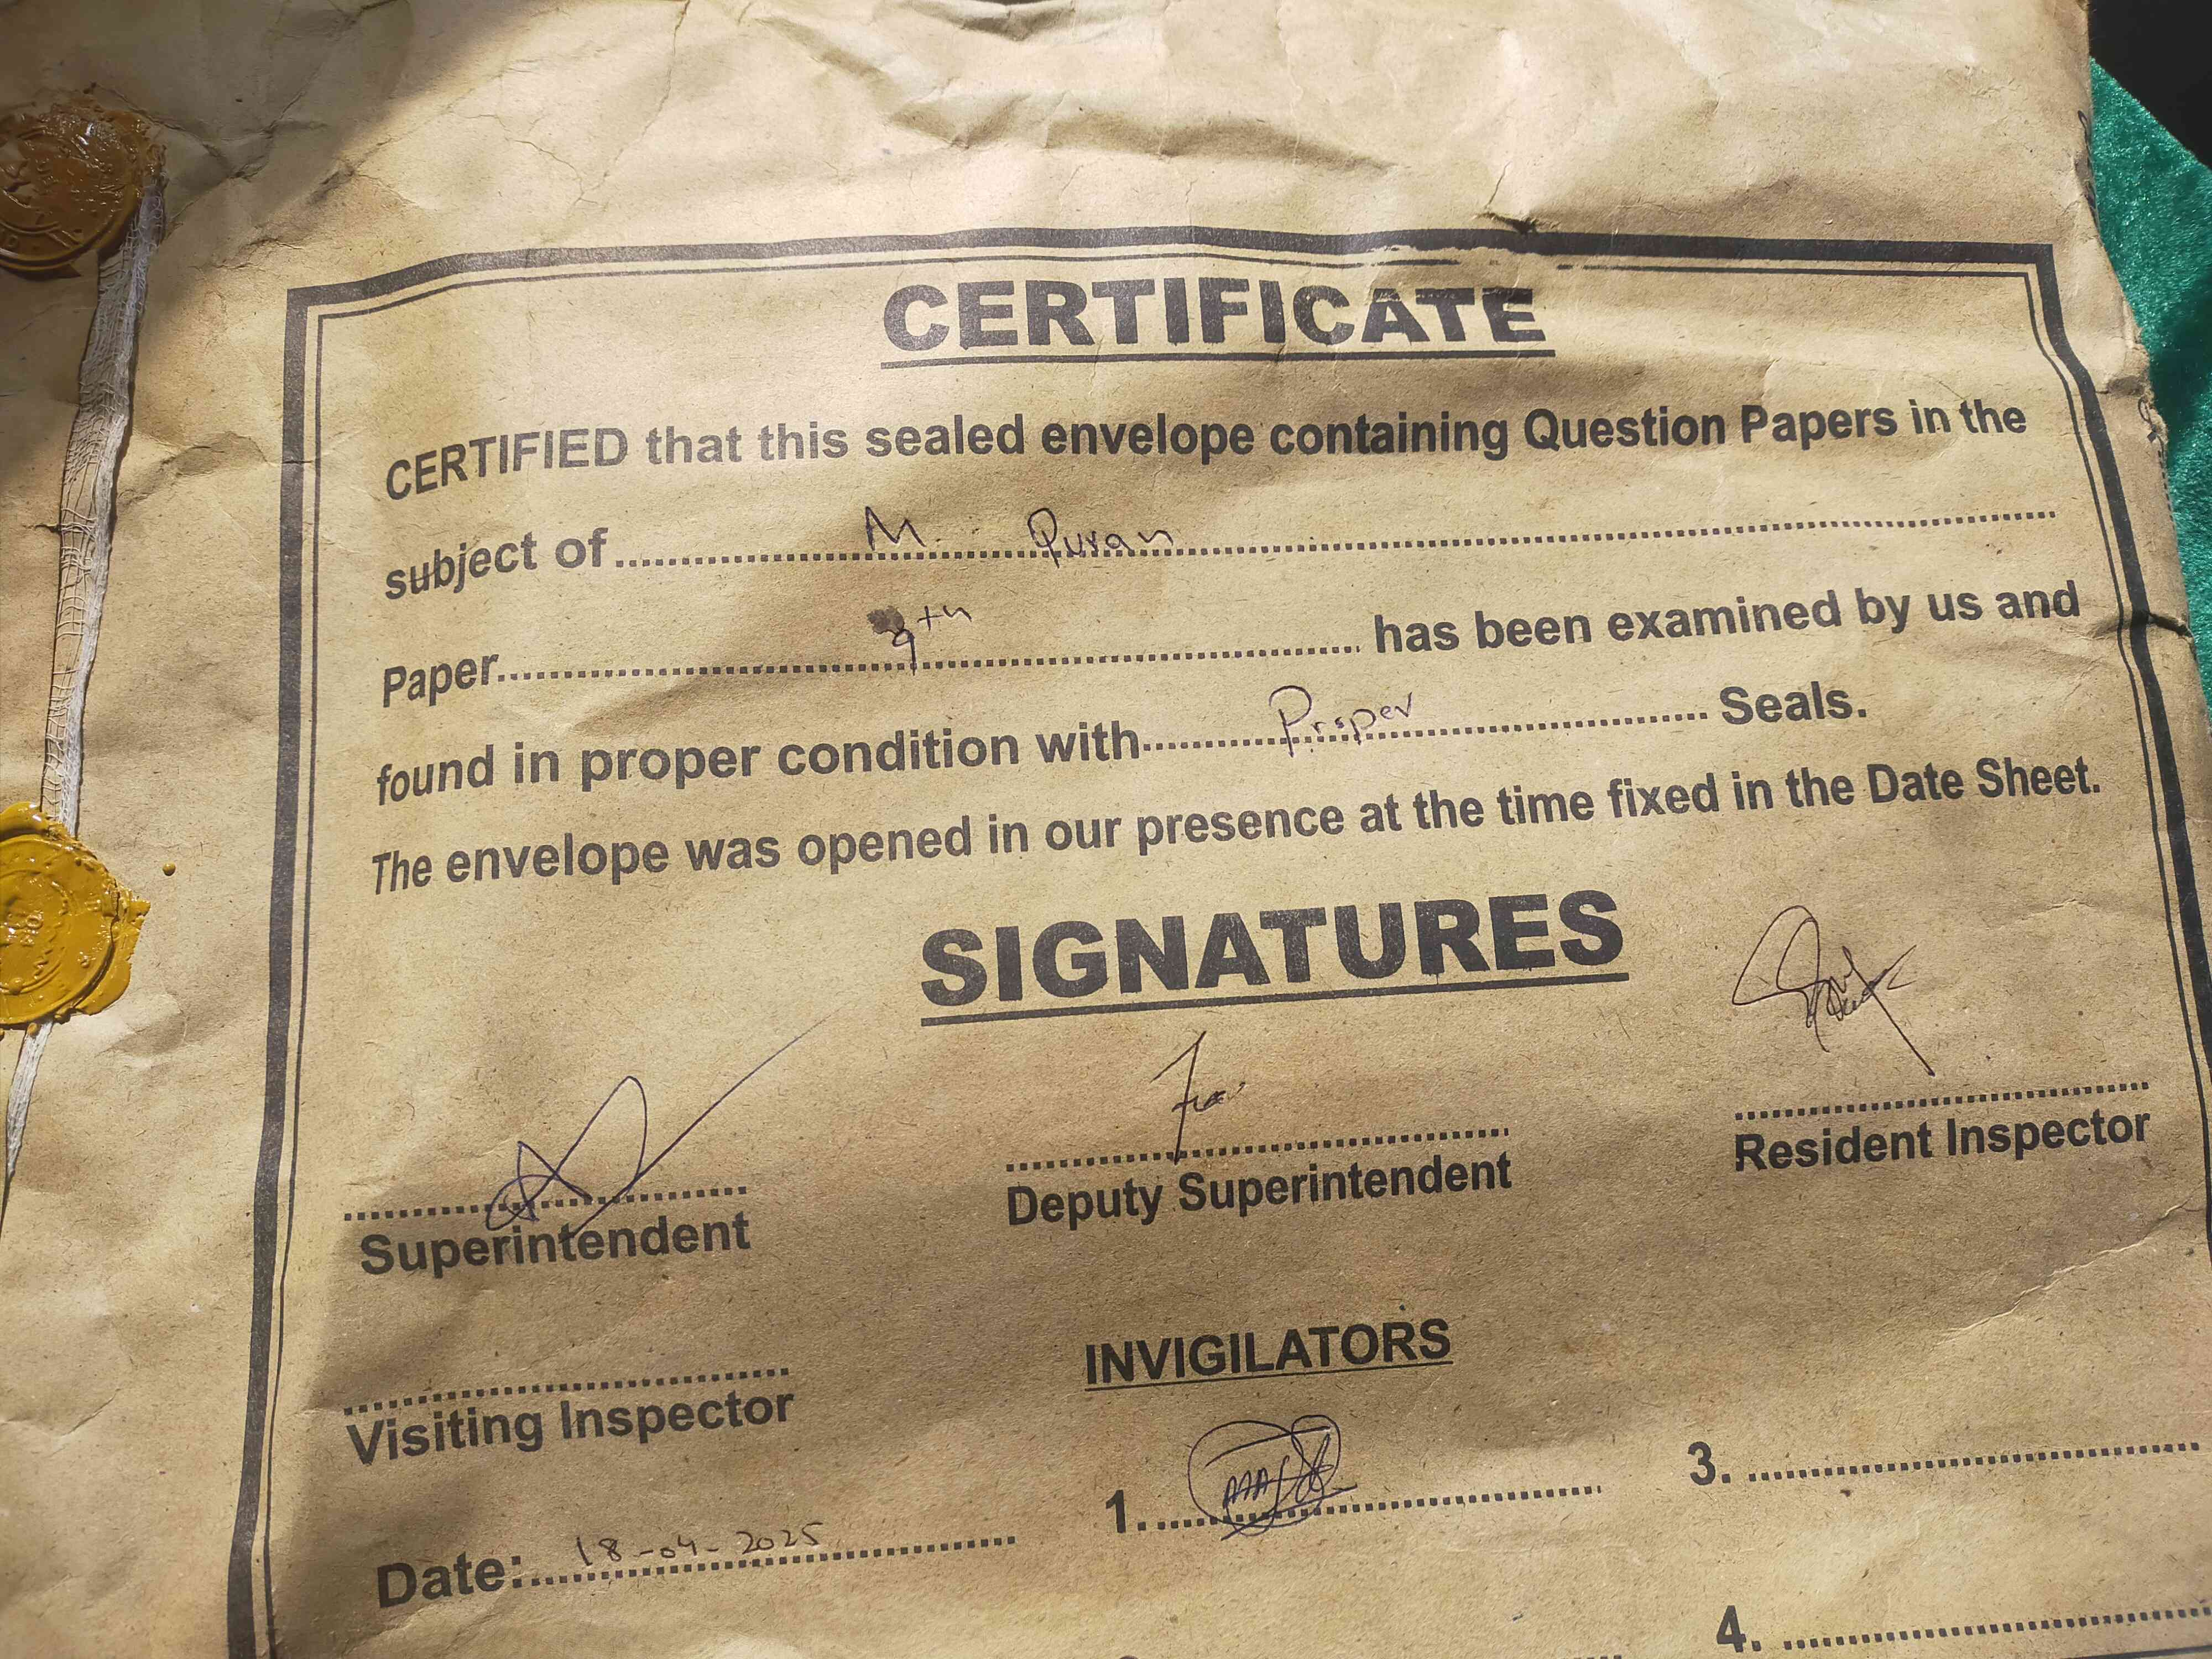 CERTIFICATE
CERTIFIED that this sealed envelope containing Question Papers in the
subject of M. Quran
Paper 9th has been examined by us and
found in proper condition with Proper Seals.
The envelope was opened in our presence at the time fixed in the Date Sheet.
SIGNATURES
Superintendent
Deputy Superintendent
Resident Inspector
INVIGILATORS
Visiting Inspector
1.
3.
Date: 18-04-2025
4.